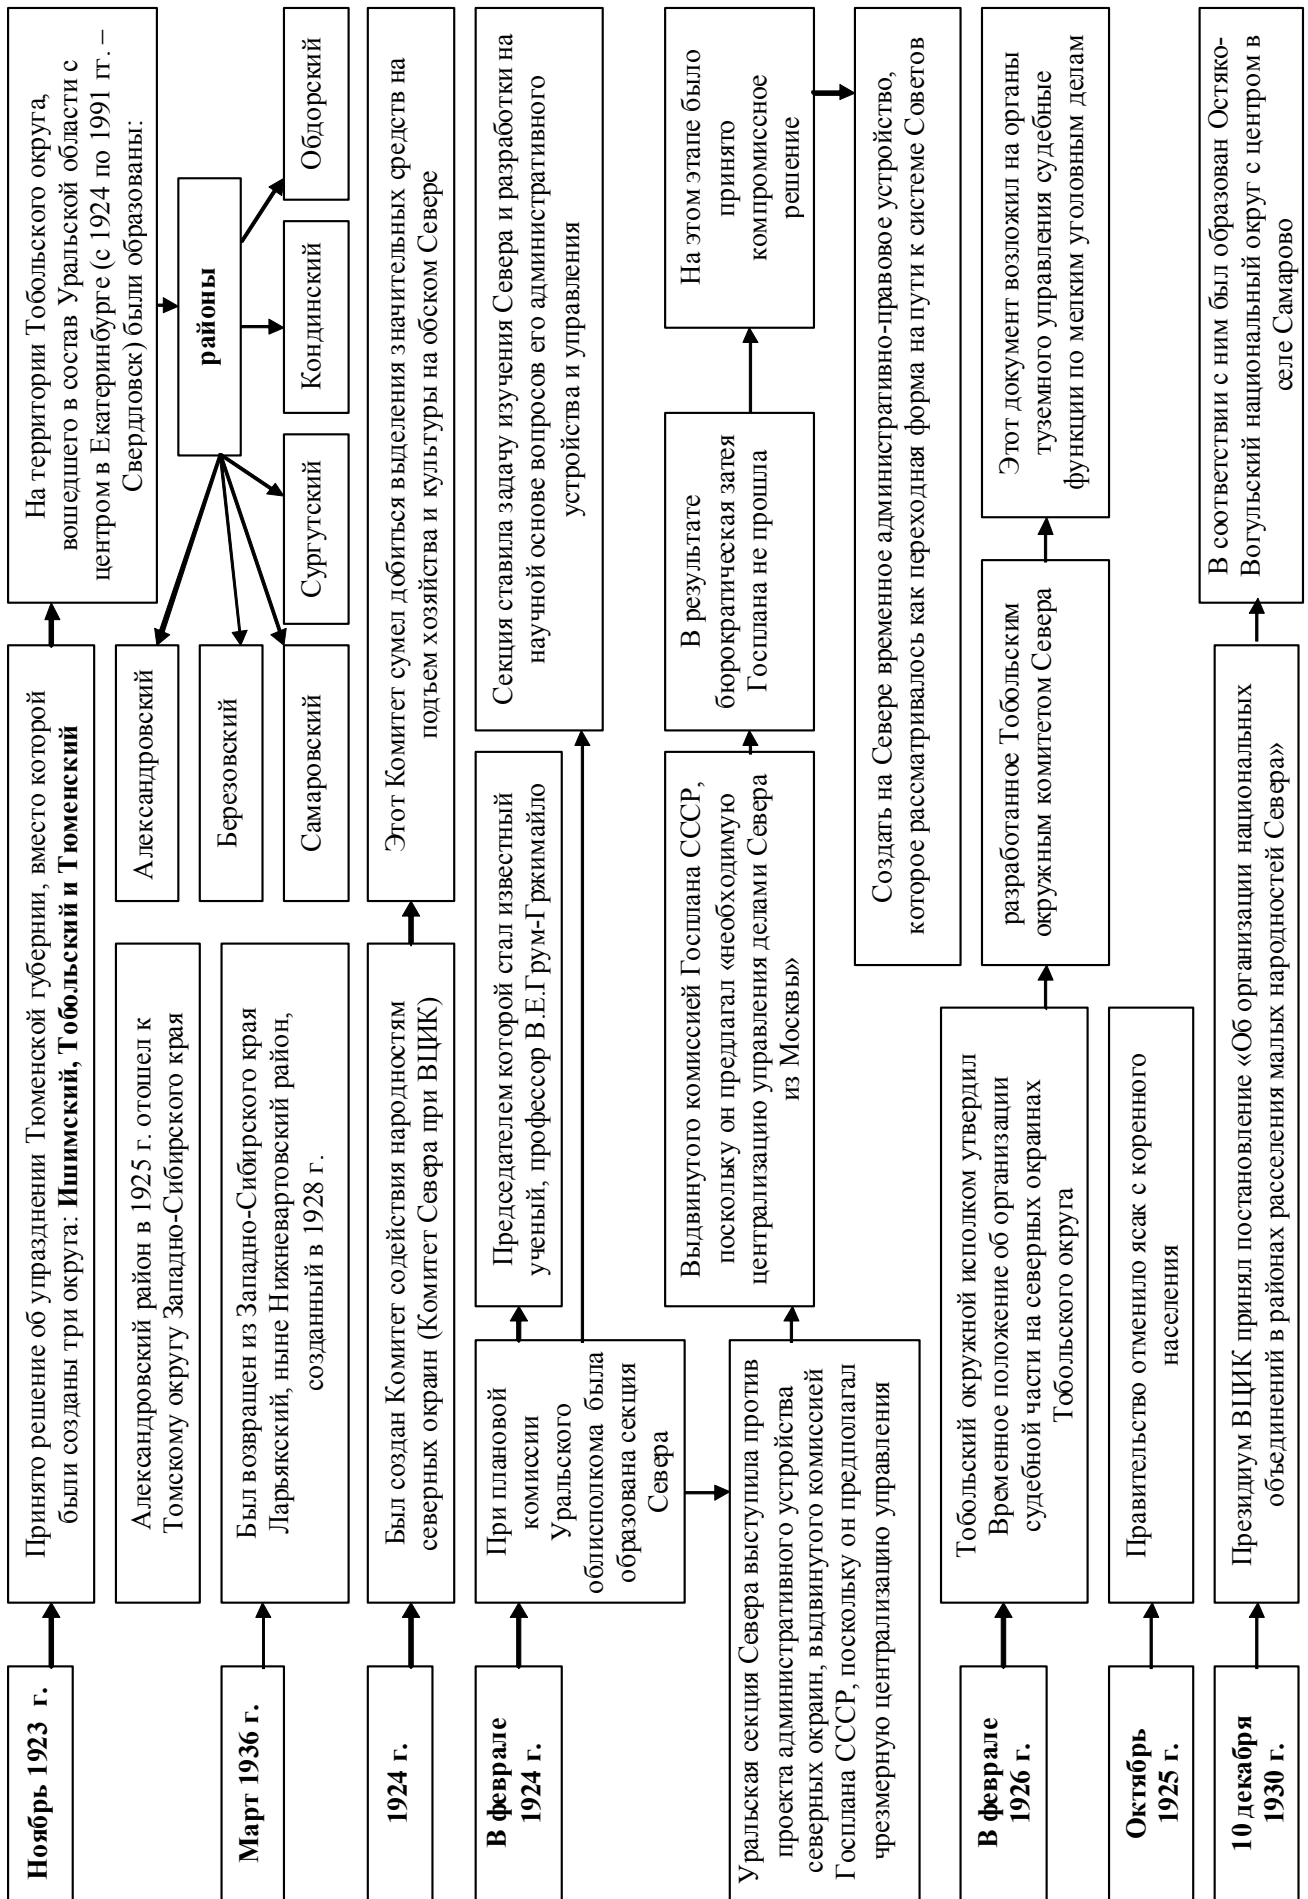 Ноябрь 1923 г.
Принято решение об упразднении Тюменской губернии, вместо которой
были созданы три округа: Ишимский, Тобольский и Тюменский
На территории Тобольского округа,
вошедшего в состав Уральской области с
центром в Екатеринбурге (с 1924 по 1991 гг. –
Свердловск) были образованы:
районы
Александровский
Березовский
Самаровский
Сургутский
Кондинский
Обдорский
Александровский район в 1925 г. отошел к
Томскому округу Западно-Сибирского края
Март 1936 г.
Был возвращен из Западно-Сибирского края
Ларьякский, ныне Нижневартовский район,
созданный в 1928 г.
1924 г.
Был создан Комитет содействия народностям
северных окраин (Комитет Севера при ВЦИК)
Этот Комитет сумел добиться выделения значительных средств на
подъем хозяйства и культуры на обском Севере
В феврале
1924 г.
При плановой
комиссии
Уральского
облисполкома была
образована секция
Севера
Председателем которой стал известный
ученый, профессор В.Е.Грум-Гржимайло
Секция ставила задачу изучения Севера и разработки на
научной основе вопросов его административного
устройства и управления
Уральская секция Севера выступила против
проекта административного устройства
северных окраин, выдвинутого комиссией
Госплана СССР, поскольку он предполагал
чрезмерную централизацию управления
Выдвинутого комиссией Госплана СССР,
поскольку он предлагал «необходимую
централизацию управления делами Севера
из Москвы»
В результате
бюрократическая затея
Госплана не прошла
На этом этапе было
принято
компромиссное
решение
Создать на Севере временное административно-правовое устройство,
которое рассматривалось как переходная форма на пути к системе Советов
В феврале
1926 г.
Тобольский окружной исполком утвердил
Временное положение об организации
судебной части на северных окраинах
Тобольского округа
разработанное Тобольским
окружным комитетом Севера
Этот документ возложил на органы
туземного управления судебные
функции по мелким уголовным делам
Октябрь
1925 г.
Правительство отменило ясак с коренного
населения
10 декабря
1930 г.
Президиум ВЦИК принял постановление «Об организации национальных
объединений в районах расселения малых народностей Севера»
В соответствии с ним был образован Остяко-
Вогульский национальный округ с центром в
селе Самарово